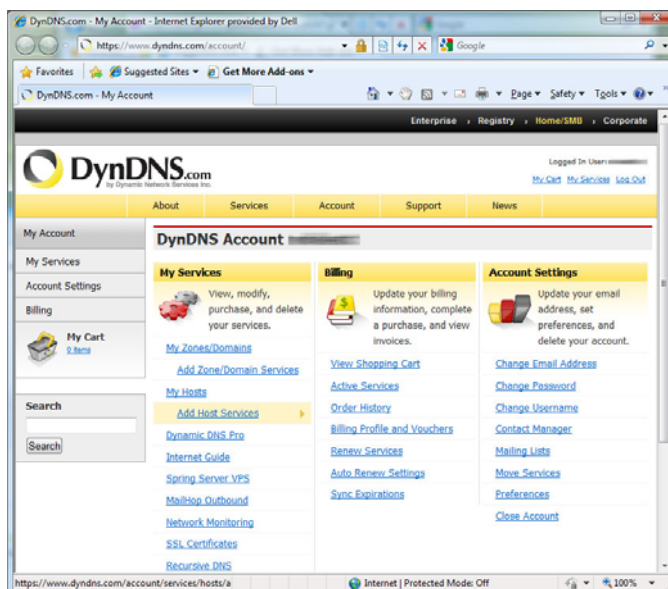 DynDNS.com - My Account - Internet Explorer provided by Dell
https://www.dyndns.com/account/
Google
Favorites
Suggested Sites
Get More Add-ons
DynDNS.com - My Account
Page
Safety
Tools
Enterprise
Registry
Home/SMB
Corporate
DynDNS.com
by Dynamic Network Services Inc.
Logged In User:
My Cart My Services Log Out
About
Services
Account
Support
News
My Account
My Services
Account Settings
Billing
My Cart
0 items
Search
Search
DynDNS Account
My Services
View, modify,
purchase, and delete
your services.
My Zones/Domains
Add Zone/Domain Services
My Hosts
Add Host Services
Dynamic DNS Pro
Internet Guide
Spring Server VPS
MailHop Outbound
Network Monitoring
SSL Certificates
Recursive DNS
Billing
Update your billing
information, complete
a purchase, and view
invoices.
View Shopping Cart
Active Services
Order History
Billing Profile and Vouchers
Renew Services
Auto Renew Settings
Sync Expirations
Account Settings
Update your email
address, set
preferences, and
delete your account.
Change Email Address
Change Password
Change Username
Contact Manager
Mailing Lists
Move Services
Preferences
Close Account
https://www.dyndns.com/account/services/hosts/a
Internet | Protected Mode: Off
100%